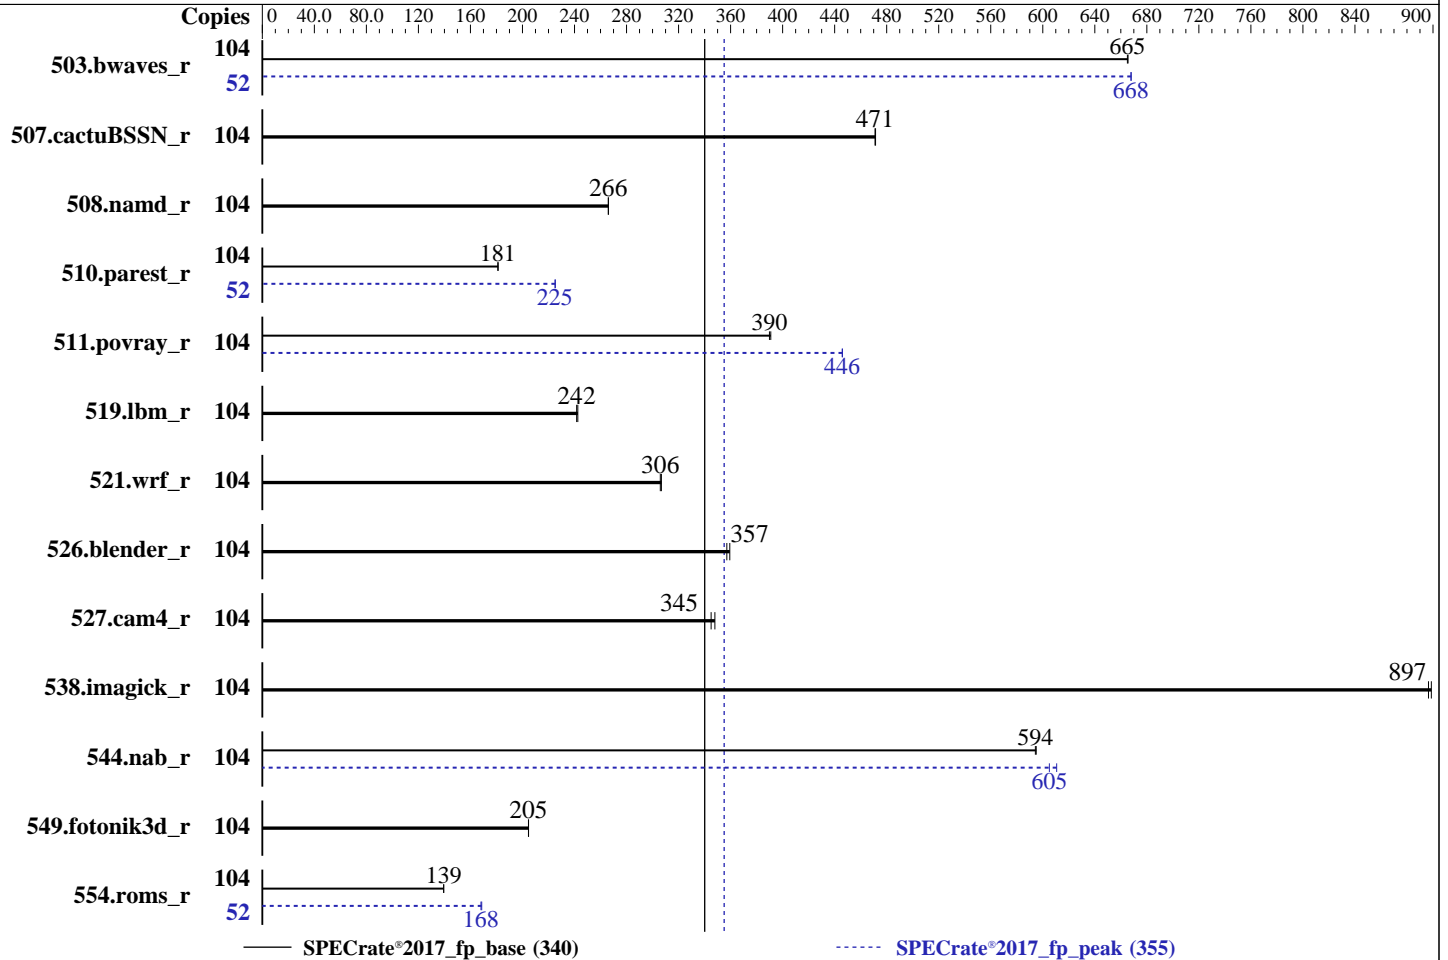 Copies 0 40.0 80.0 120 160 200 240 280 320 360 400 440 480 520 560 600 640 680 720 760 800 840 900
503.bwaves_r 104 665
52 668
507.cactuBSSN_r 104 471
508.namd_r 104 266
510.parest_r 104 181
52 225
511.povray_r 104 390
446
519.lbm_r 104 242
521.wrf_r 104 306
526.blender_r 104 357
527.cam4_r 104 345
538.imagick_r 104 897
544.nab_r 104 594
605
549.fotonik3d_r 104 205
554.roms_r 104 139
52 168
SPECrate®2017_fp_base (340) SPECrate®2017_fp_peak (355)